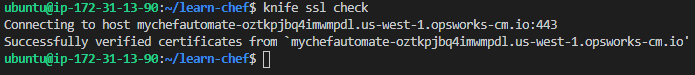 ubuntu@ip-172-31-13-90:~/learn-chef$ knife ssl check
Connecting to host mychefautomate-oztkpjbq4imwmpdl.us-west-1.opsworks-cm.io:443
Successfully verified certificates from `mychefautomate-oztkpjbq4imwmpdl.us-west-1.opsworks-cm.io'
ubuntu@ip-172-31-13-90:~/learn-chef$